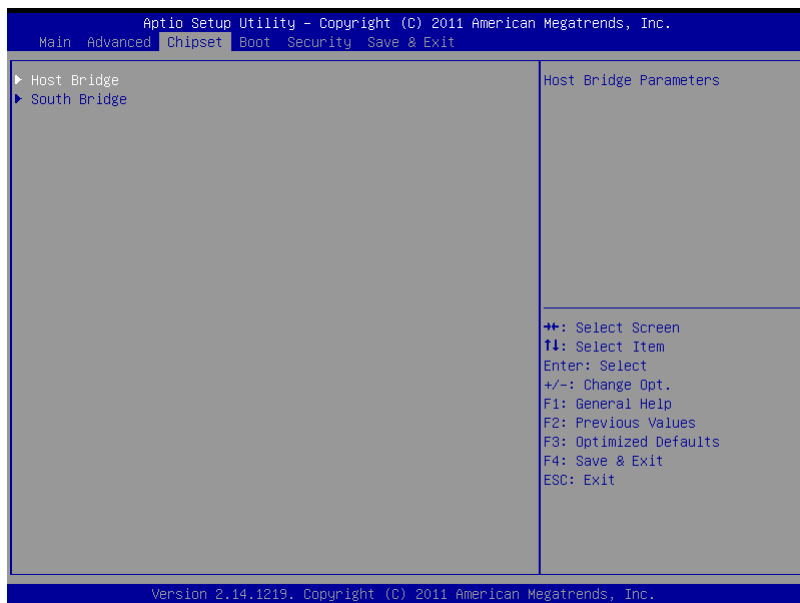 Aptio Setup Utility – Copyright (C) 2011 American Megatrends, Inc.
Main Advanced Chipset Boot Security Save & Exit
▶ Host Bridge
▶ South Bridge
Host Bridge Parameters
→←: Select Screen
↑↓: Select Item
Enter: Select
+/-: Change Opt.
F1: General Help
F2: Previous Values
F3: Optimized Defaults
F4: Save & Exit
ESC: Exit
Version 2.14.1219. Copyright (C) 2011 American Megatrends, Inc.